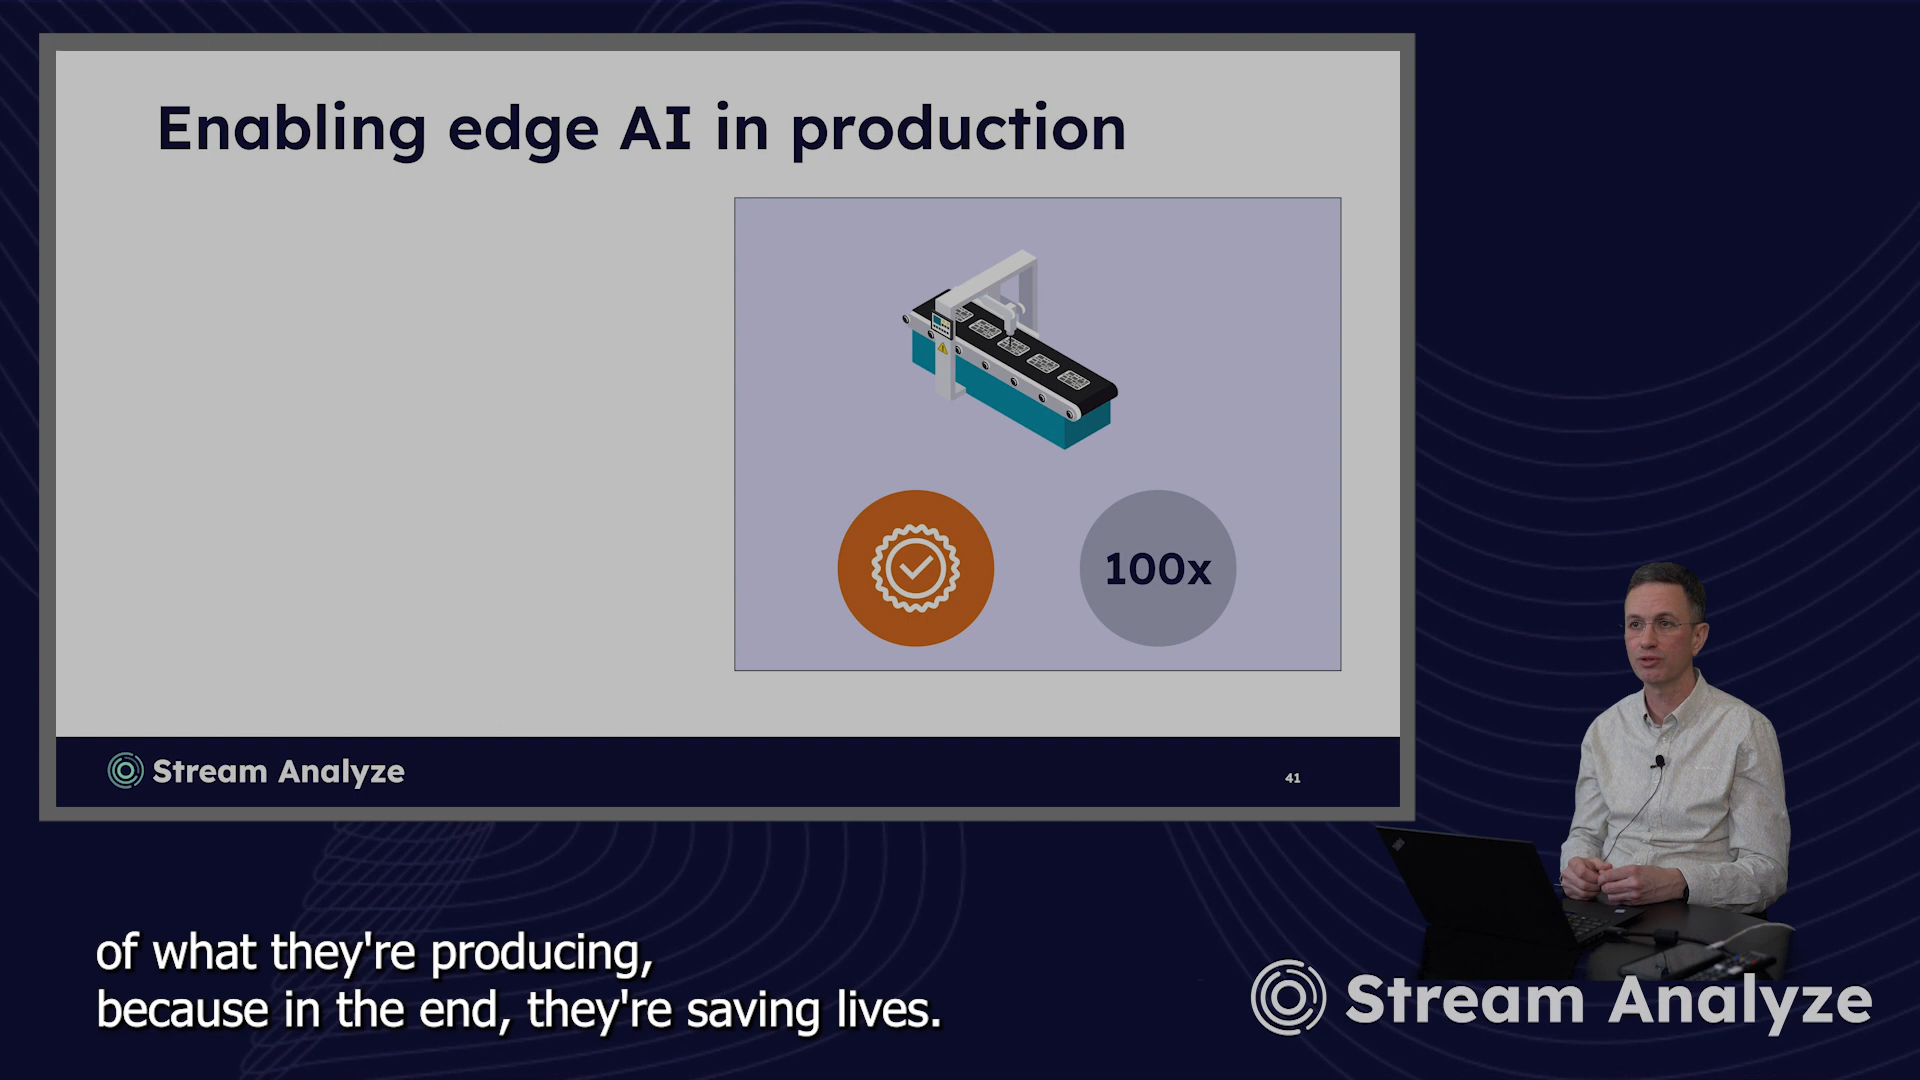 Enabling edge AI in production
100x
Stream Analyze
41
of what they're producing,
because in the end, they're saving lives.
Stream Analyze